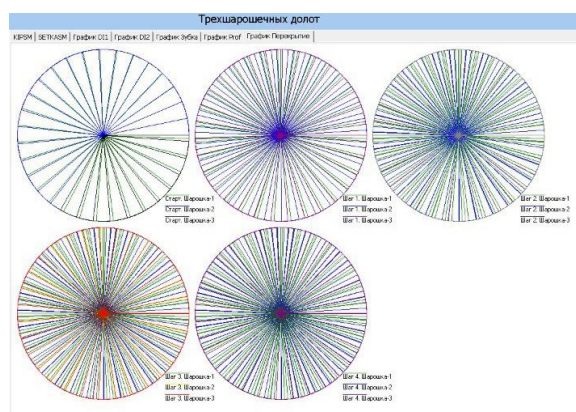 Трехшарошечных долот
KIPSM | SETKASM | График DI1 | График DI2 | График Зубка | График Prof | График Перекрытие
Старт. Шарошка-1
Старт. Шарошка-2
Старт. Шарошка-3
Шаг 1. Шарошка-1
Шаг 1. Шарошка-2
Шаг 1. Шарошка-3
Шаг 2. Шарошка-1
Шаг 2. Шарошка-2
Шаг 2. Шарошка-3
Шаг 3. Шарошка-1
Шаг 3. Шарошка-2
Шаг 3. Шарошка-3
Шаг 4. Шарошка-1
Шаг 4. Шарошка-2
Шаг 4. Шарошка-3